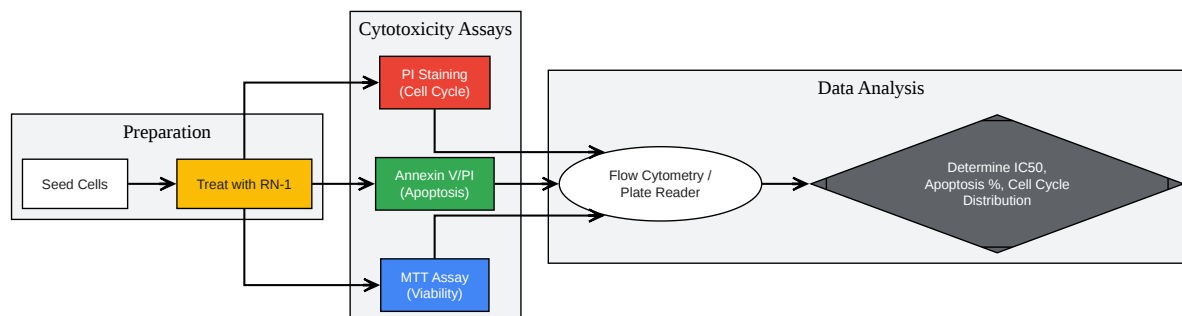 Preparation
Seed Cells
Treat with RN-1
Cytotoxicity Assays
PI Staining
(Cell Cycle)
Annexin V/PI
(Apoptosis)
MTT Assay
(Viability)
Data Analysis
Flow Cytometry /
Plate Reader
Determine IC50,
Apoptosis %, Cell Cycle
Distribution